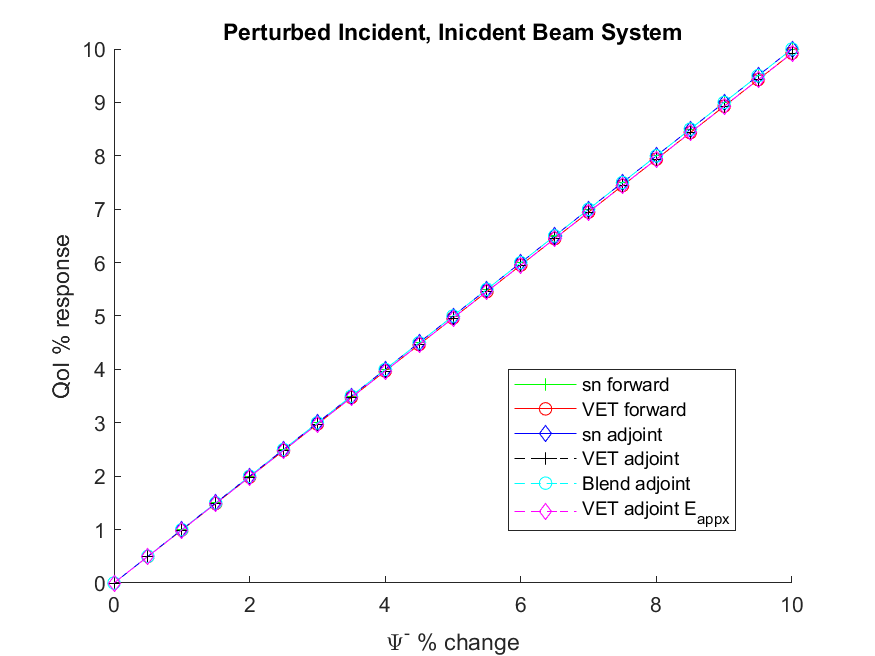 Perturbed Incident, Inicdent Beam System
10
9
8
7
6
5
4
3
2
1
0
QoI % response
sn forward
VET forward
sn adjoint
VET adjoint
Blend adjoint
VET adjoint E_appx
0 2 4 6 8 10
Ψ⁻ % change